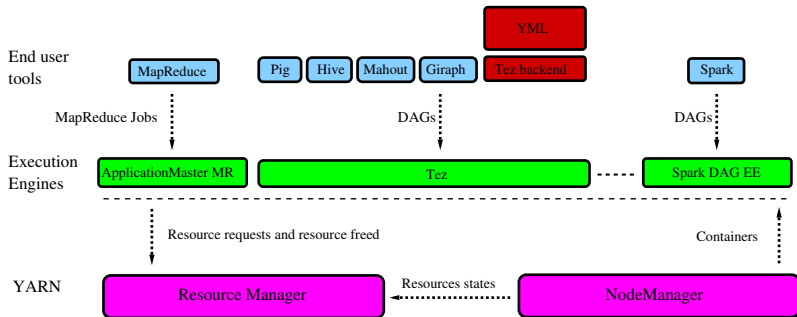 YML
End user
tools
MapReduce
Pig
Hive
Mahout
Giraph
Tez backend
Spark
MapReduce Jobs
DAGs
DAGs
Execution
Engines
ApplicationMaster MR
Tez
Spark DAG EE
Resource requests and resource freed
Containers
YARN
Resource Manager
Resources states
NodeManager